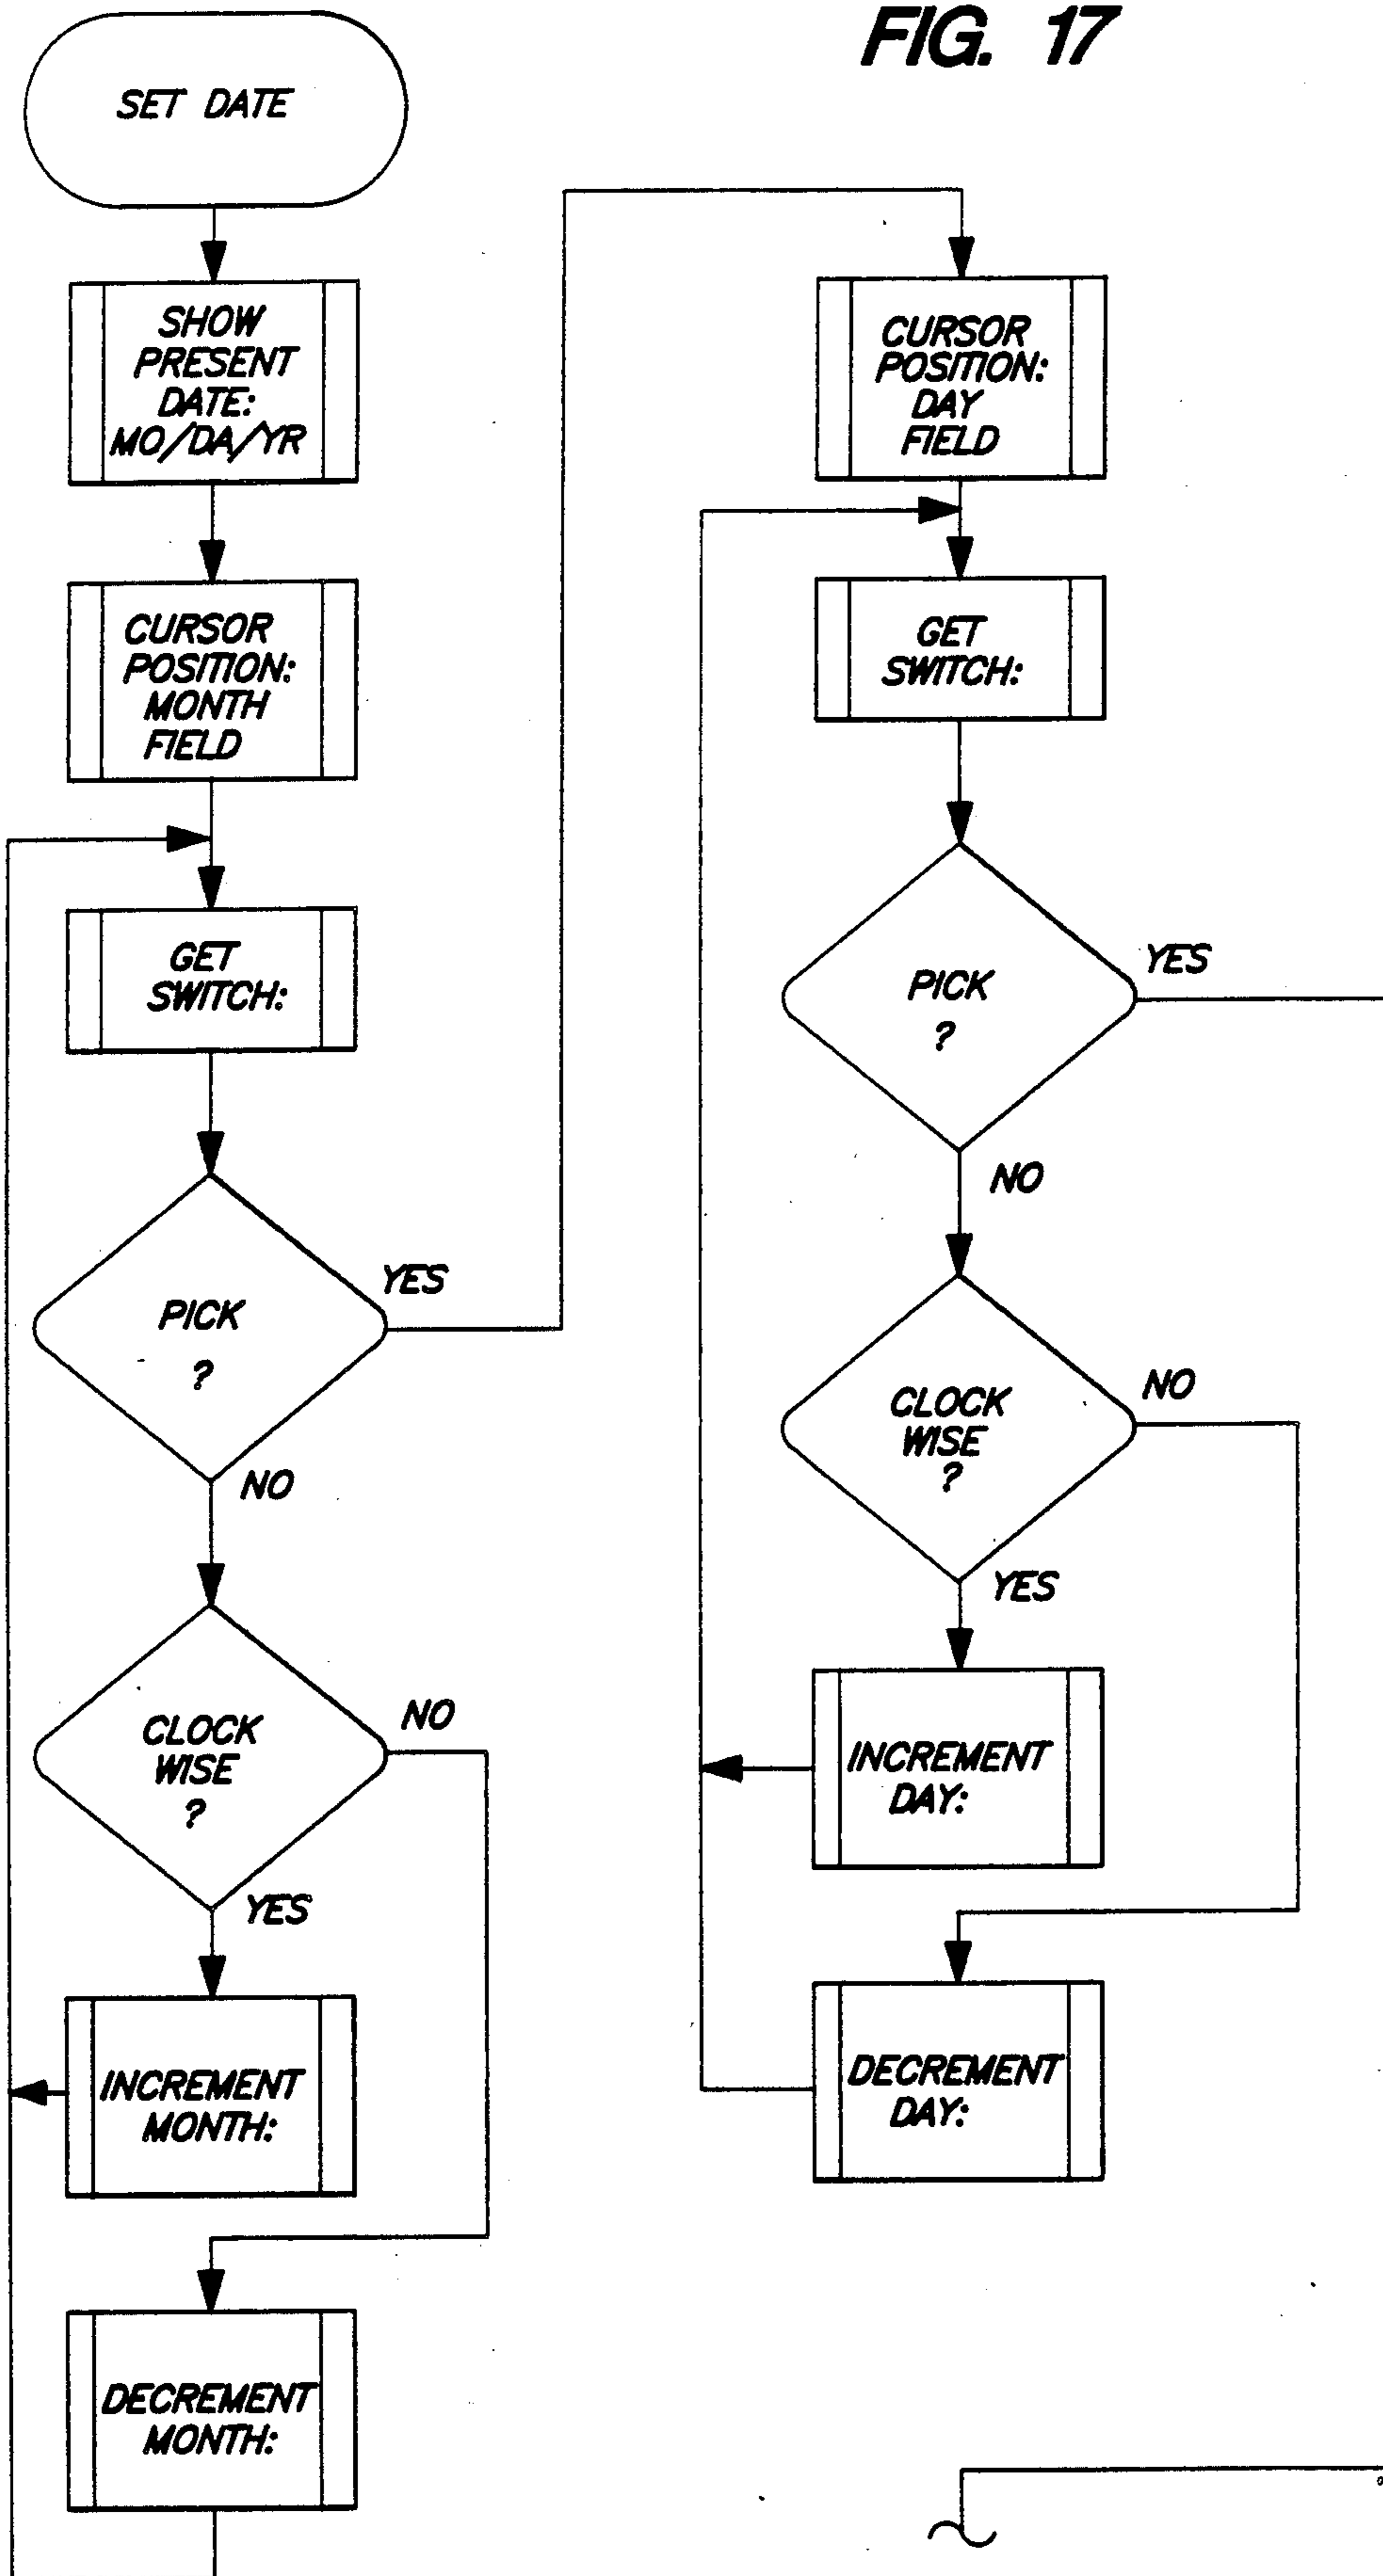 FIG. 17
SET DATE
SHOW
PRESENT
DATE:
MO/DA/YR
CURSOR
POSITION:
MONTH
FIELD
GET
SWITCH:
PICK
?
YES
NO
CLOCK
WISE
?
NO
YES
INCREMENT
MONTH:
DECREMENT
MONTH:
CURSOR
POSITION:
DAY
FIELD
GET
SWITCH:
PICK
?
YES
NO
CLOCK
WISE
?
NO
YES
INCREMENT
DAY:
DECREMENT
DAY: